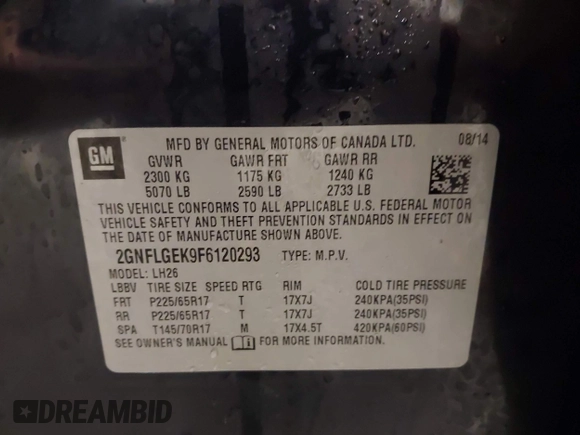 GM
MFD BY GENERAL MOTORS OF CANADA LTD. 08/14
GVWR GAWR FRT GAWR RR
2300 KG 1175 KG 1240 KG
5070 LB 2590 LB 2733 LB
THIS VEHICLE CONFORMS TO ALL APPLICABLE U.S. FEDERAL MOTOR
VEHICLE SAFETY AND THEFT PREVENTION STANDARDS IN EFFECT ON
THE DATE OF MANUFACTURE SHOWN ABOVE.
2GNFLGEK9F6120293 TYPE: M.P.V.
MODEL: LH26
LBBV TIRE SIZE SPEED RTG RIM COLD TIRE PRESSURE
FRT P225/65R17 T 17X7J 240KPA(35PSI)
RR P225/65R17 T 17X7J 240KPA(35PSI)
SPA T145/70R17 M 17X4.5T 420KPA(60PSI)
SEE OWNER'S MANUAL FOR MORE INFORMATION.
DREAMBID